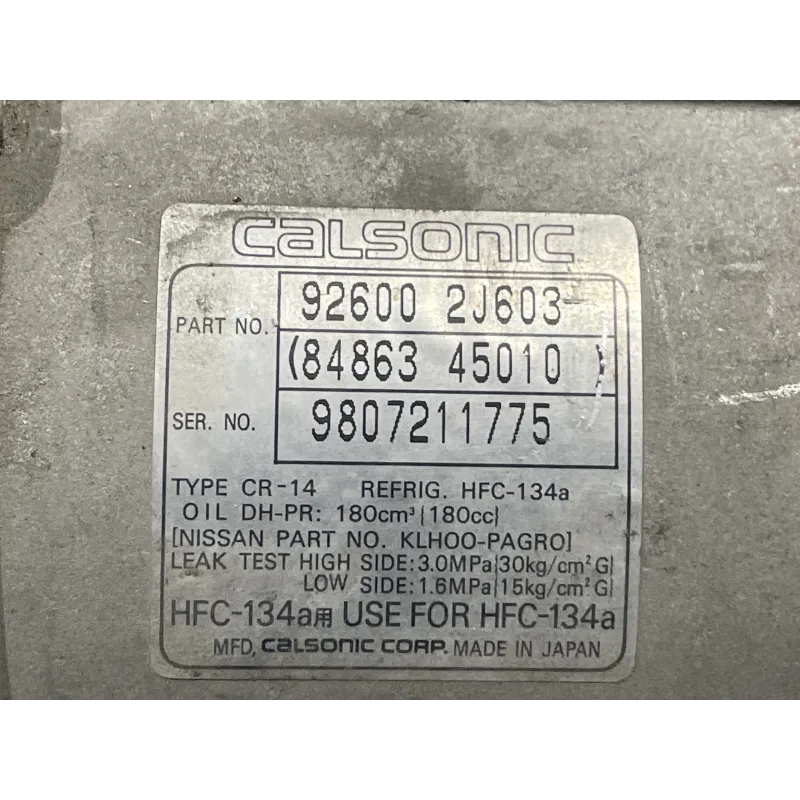 CALSONIC
PART NO. 92600 2J603
(84863 45010 )
SER. NO. 9807211775
TYPE CR-14 REFRIG. HFC-134a
OIL DH-PR: 180cm³{180cc}
[NISSAN PART NO. KLH00-PAGR0]
LEAK TEST HIGH SIDE:3.0MPa{30kg/cm²G}
LOW SIDE:1.6MPa{15kg/cm²G}
HFC-134a用 USE FOR HFC-134a
MFD, CALSONIC CORP. MADE IN JAPAN